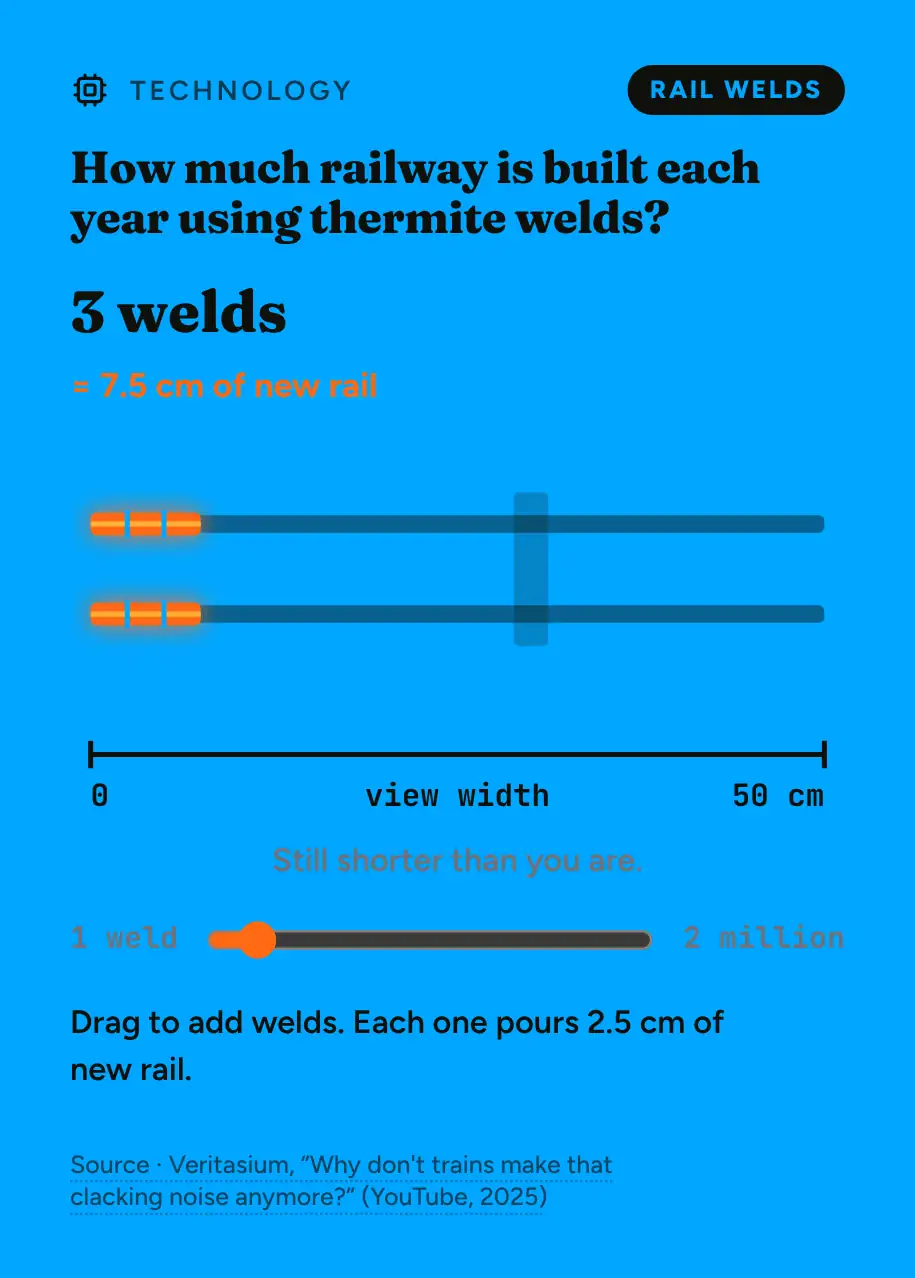 TECHNOLOGY
RAIL WELDS
How much railway is built each
year using thermite welds?
3 welds
= 7.5 cm of new rail
0
view width
50 cm
Still shorter than you are.
1 weld
2 million
Drag to add welds. Each one pours 2.5 cm of
new rail.
Source · Veritasium, “Why don't trains make that
clacking noise anymore?” (YouTube, 2025)